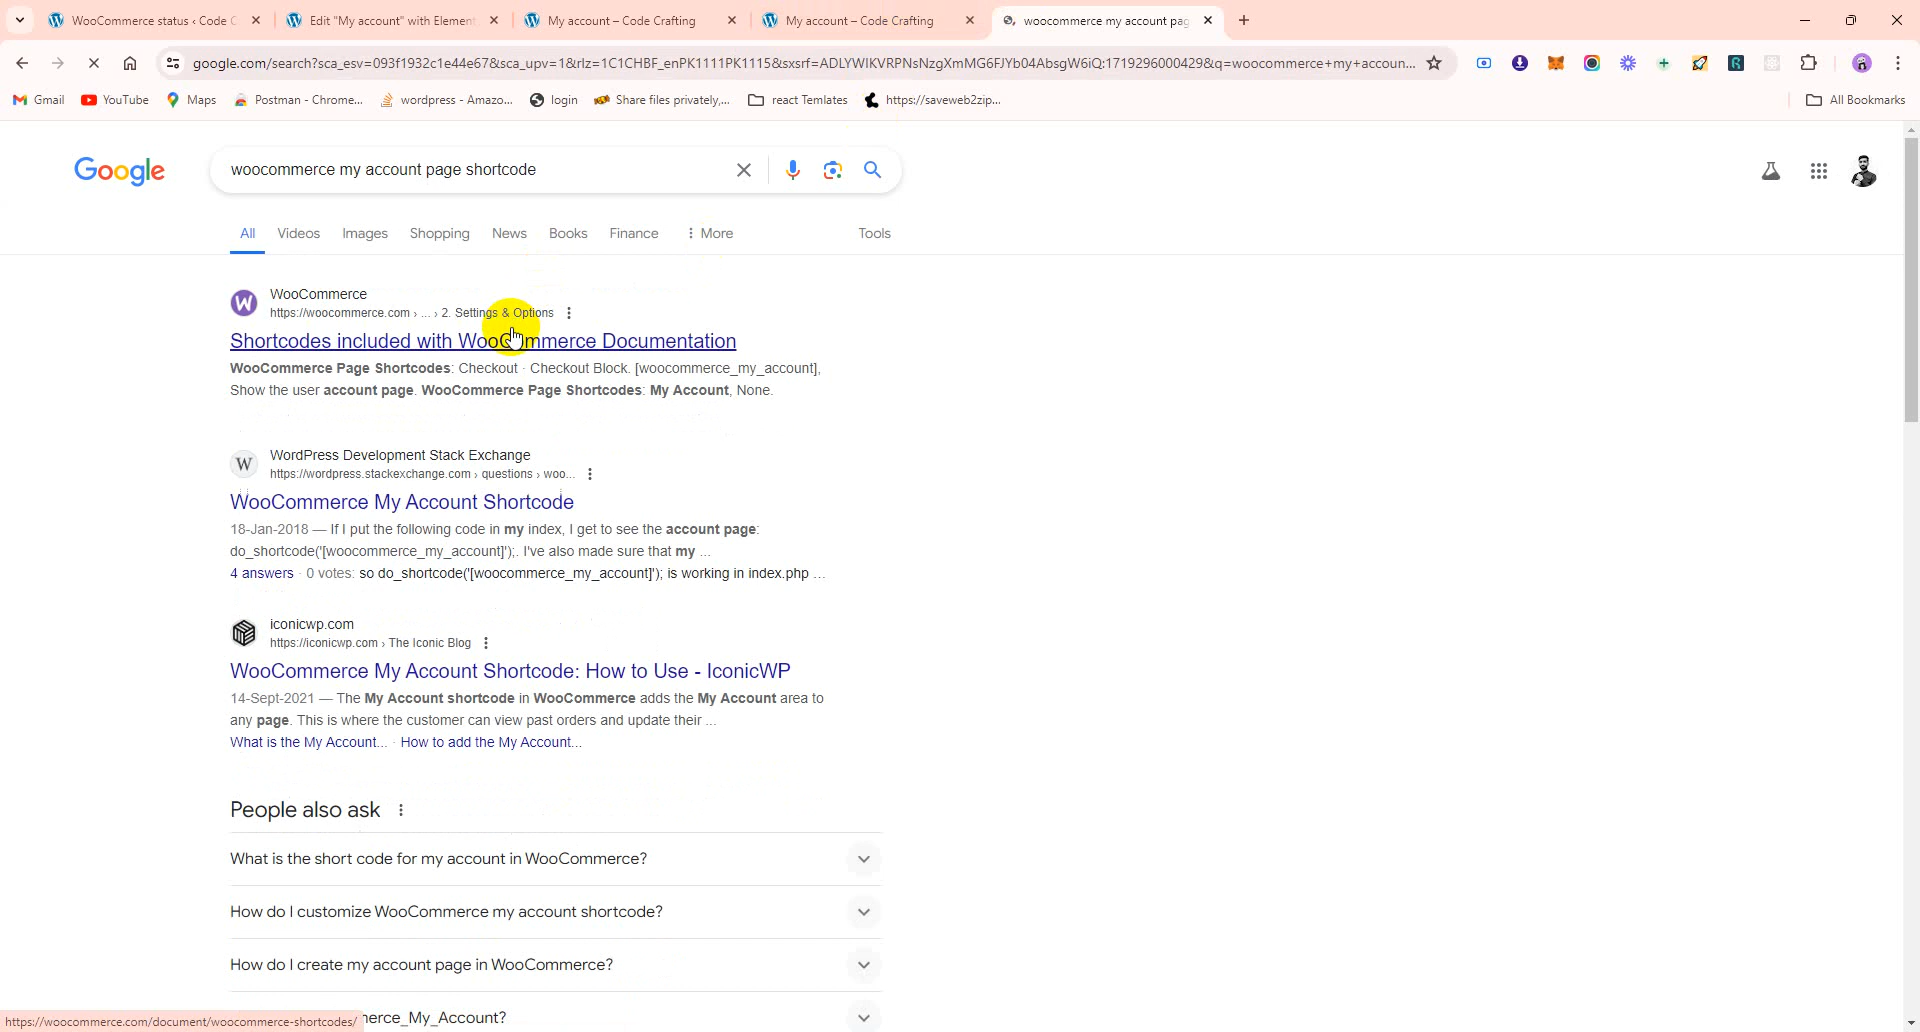 WooCommerce status ‹ Code C
Edit "My account" with Element
My account – Code Crafting
My account – Code Crafting
woocommerce my account pag
google.com/search?sca_esv=093f1932c1e44e67&sca_upv=1&rlz=1C1CHBF_enPK1111PK1115&sxsrf=ADLYWIKVRPNsNzgXmMG6FJYb04AbsgW6iQ:1719296000429&q=woocommerce+my+accoun...
Gmail
YouTube
Maps
Postman - Chrome...
wordpress - Amazo...
login
Share files privately,...
react Temlates
https://saveweb2zip...
All Bookmarks
Google
woocommerce my account page shortcode
All
Videos
Images
Shopping
News
Books
Finance
More
Tools
WooCommerce
https://woocommerce.com › ... › 2. Settings & Options
Shortcodes included with WooCommerce Documentation
WooCommerce Page Shortcodes: Checkout · Checkout Block. [woocommerce_my_account],
Show the user account page. WooCommerce Page Shortcodes: My Account, None.
W
WordPress Development Stack Exchange
https://wordpress.stackexchange.com › questions › woo...
WooCommerce My Account Shortcode
18-Jan-2018 — If I put the following code in my index, I get to see the account page:
do_shortcode('[woocommerce_my_account]');. I've also made sure that my ...
4 answers · 0 votes: so do_shortcode('[woocommerce_my_account]'); is working in index.php ...
iconicwp.com
https://iconicwp.com › The Iconic Blog
WooCommerce My Account Shortcode: How to Use - IconicWP
14-Sept-2021 — The My Account shortcode in WooCommerce adds the My Account area to
any page. This is where the customer can view past orders and update their ...
What is the My Account... · How to add the My Account...
People also ask
What is the short code for my account in WooCommerce?
How do I customize WooCommerce my account shortcode?
How do I create my account page in WooCommerce?
erce_My_Account?
https://woocommerce.com/document/woocommerce-shortcodes/